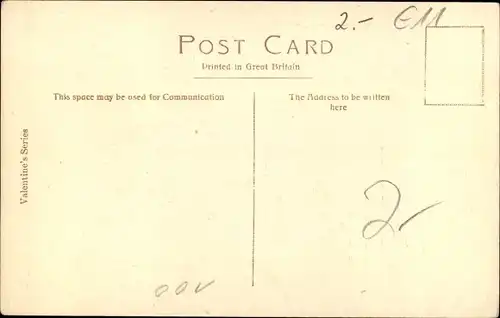 2.- E11
POST CARD
Printed in Great Britain
This space may be used for Communication
The Address to be written
here
Valentine's Series
2-